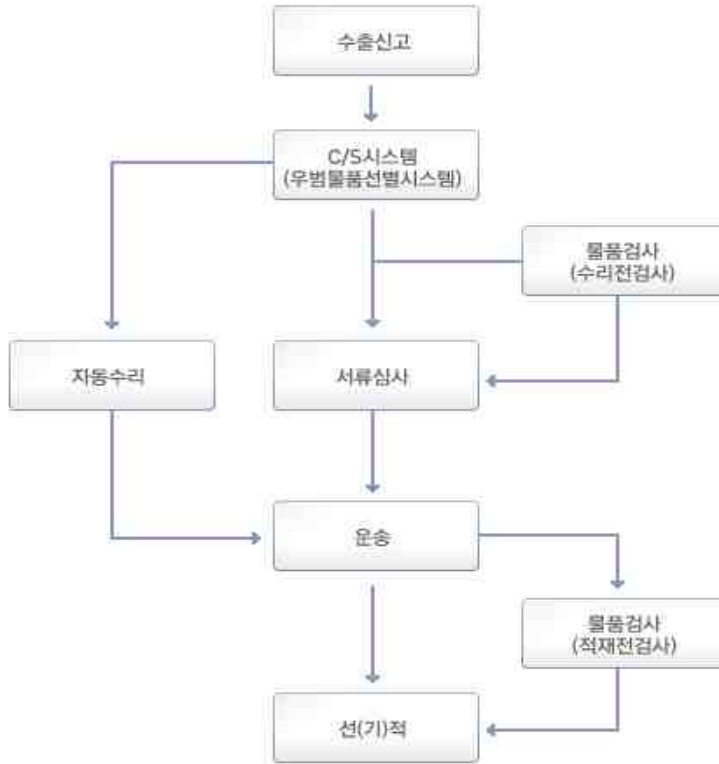 수출신고
C/S시스템
(우범물품선별시스템)
물품검사
(수리전검사)
자동수리
서류심사
운송
물품검사
(적재전검사)
선(기)적